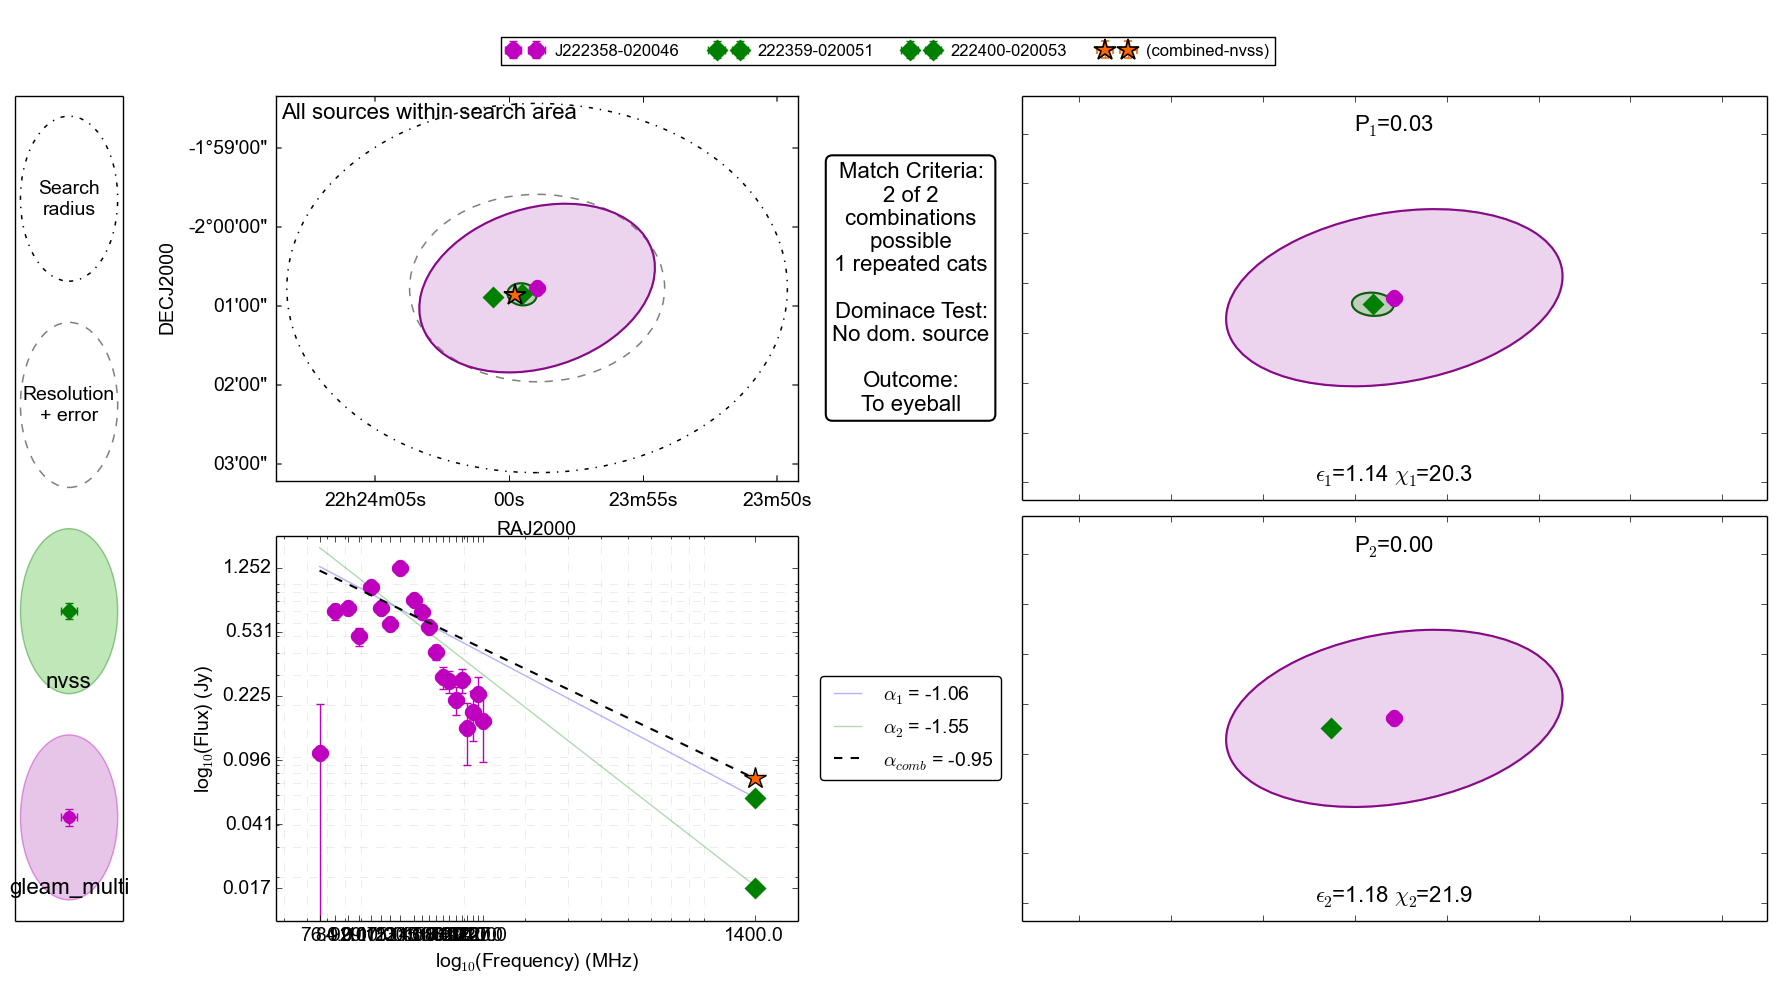 J222358-020046 222359-020051 222400-020053 (combined-nvss)
Search
radius
Resolution
+ error
nvss
gleam_multi
All sources within search area
DECJ2000
-1°59'00"
-2°00'00"
01'00"
02'00"
03'00"
22h24m05s 00s 23m55s 23m50s
RAJ2000
Match Criteria:
2 of 2
combinations
possible
1 repeated cats
Dominace Test:
No dom. source
Outcome:
To eyeball
P1=0.03
ϵ1=1.14 χ1=20.3
log10(Flux) (Jy)
1.252
0.531
0.225
0.096
0.041
0.017
1400.0
log10(Frequency) (MHz)
α1 = -1.06
α2 = -1.55
αcomb = -0.95
P2=0.00
ϵ2=1.18 χ2=21.9